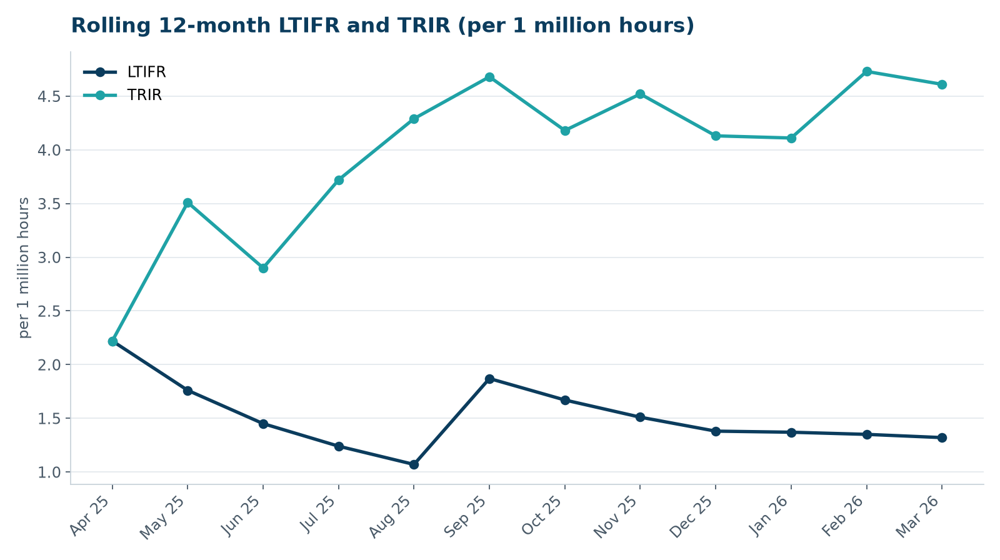 Rolling 12-month LTIFR and TRIR (per 1 million hours)
LTIFR
TRIR
per 1 million hours
4.5
4.0
3.5
3.0
2.5
2.0
1.5
1.0
Apr 25
May 25
Jun 25
Jul 25
Aug 25
Sep 25
Oct 25
Nov 25
Dec 25
Jan 26
Feb 26
Mar 26